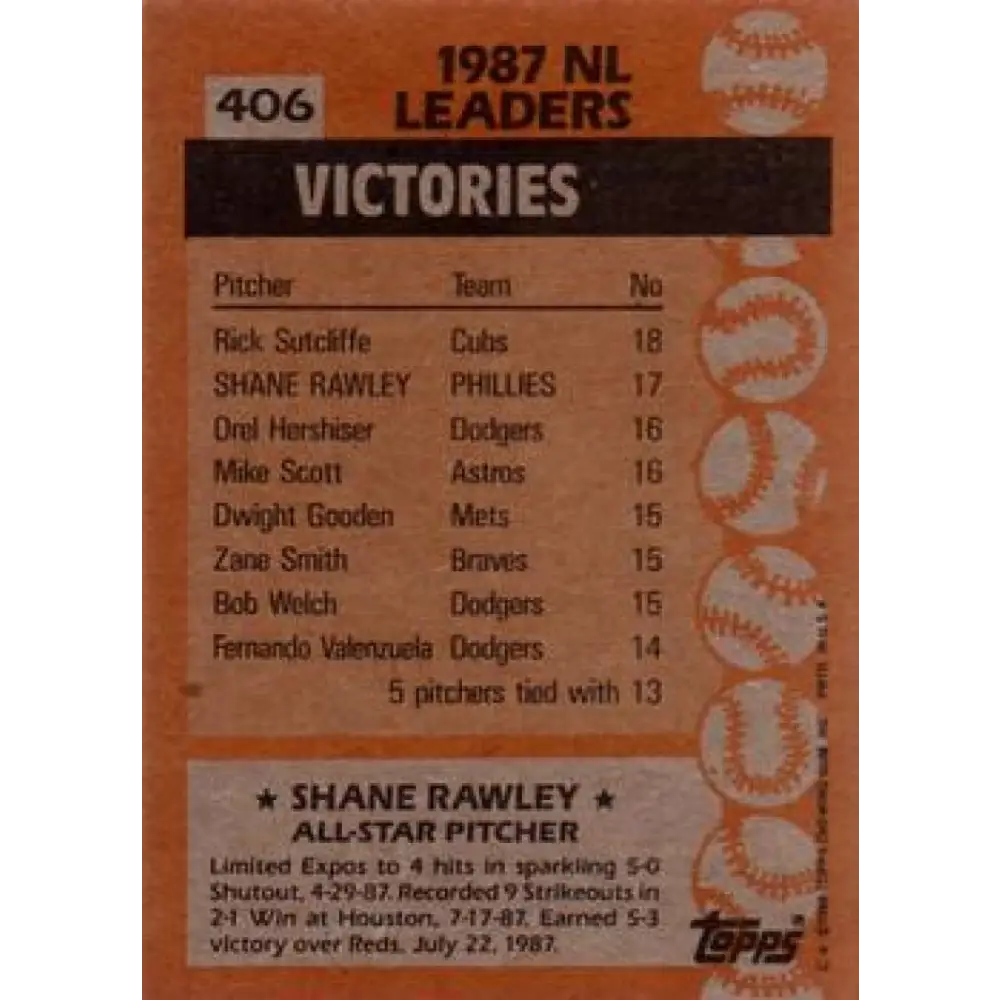 1987 NL
406 LEADERS
VICTORIES
Pitcher Team No
Rick Sutcliffe Cubs 18
SHANE RAWLEY PHILLIES 17
Orel Hershiser Dodgers 16
Mike Scott Astros 16
Dwight Gooden Mets 15
Zane Smith Braves 15
Bob Welch Dodgers 15
Fernando Valenzuela Dodgers 14
5 pitchers tied with 13
★ SHANE RAWLEY ★
ALL-STAR PITCHER
Limited Expos to 4 hits in sparkling 5-0
Shutout, 4-29-87. Recorded 9 Strikeouts in
2-1 Win at Houston, 7-17-87. Earned 5-3
victory over Reds, July 22, 1987.
topps®